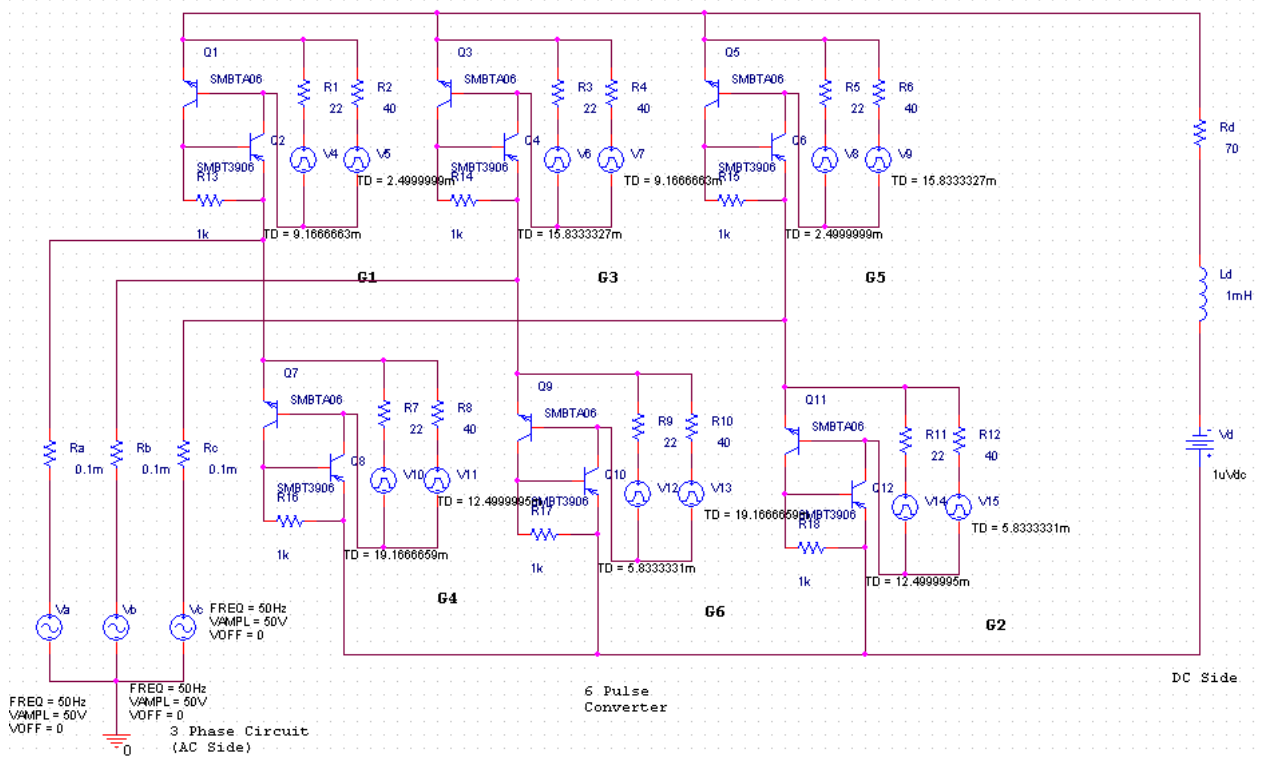 Q1
SMBTA06
R1
22
R2
40
Q2
SMBT3906
R13
1k
V4
V5
TD = 2.4999999m
TD = 9.1666663m
G1
Q3
SMBTA06
R3
22
R4
40
Q4
SMBT3906
R14
1k
V6
V7
TD = 9.1666663m
TD = 15.8333327m
G3
Q5
SMBTA06
R5
22
R6
40
Q6
SMBT3906
R15
1k
V8
V9
TD = 15.8333327m
TD = 2.4999999m
G5
Rd
70
Ld
1mH
Vd
1uVdc
Q7
SMBTA06
R7
22
R8
40
Q8
SMBT3906
R16
1k
V10
V11
TD = 12.4999995m
TD = 19.1666659m
G4
Q9
SMBTA06
R9
22
R10
40
Q10
SMBT3906
R17
1k
V12
V13
TD = 19.1666659m
TD = 5.8333331m
G6
Q11
SMBTA06
R11
22
R12
40
Q12
SMBT3906
R18
1k
V14
V15
TD = 5.8333331m
TD = 12.4999995m
G2
Ra
0.1m
Rb
0.1m
Rc
0.1m
Va
Vb
Vc
FREQ = 50Hz
VAMPL = 50V
VOFF = 0
FREQ = 50Hz
VAMPL = 50V
VOFF = 0
FREQ = 50Hz
VAMPL = 50V
VOFF = 0
0
3 Phase Circuit
(AC Side)
6 Pulse
Converter
DC Side